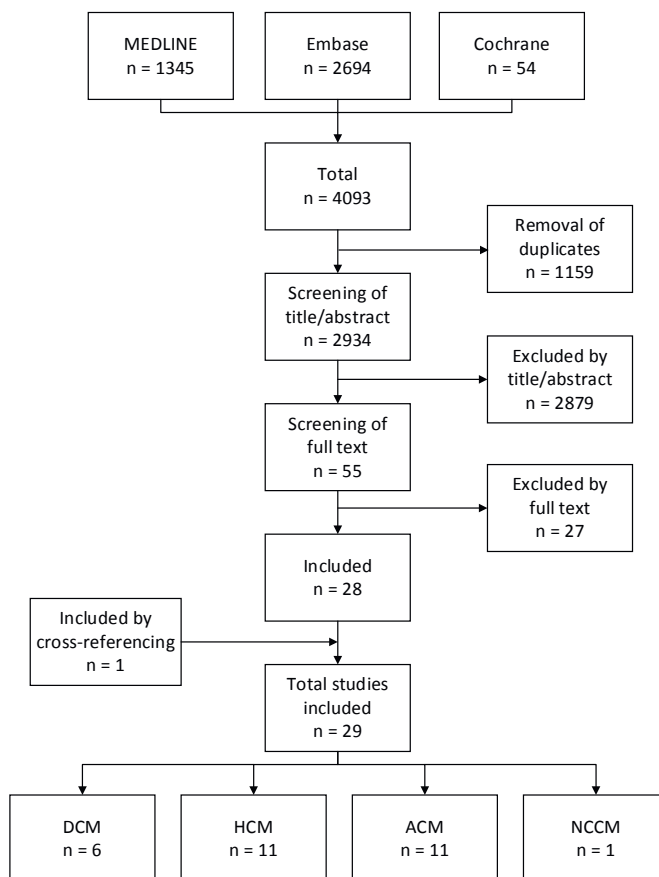 MEDLINE
n = 1345
Embase
n = 2694
Cochrane
n = 54
Total
n = 4093
Removal of
duplicates
n = 1159
Screening of
title/abstract
n = 2934
Excluded by
title/abstract
n = 2879
Screening of
full text
n = 55
Excluded by
full text
n = 27
Included
n = 28
Included by
cross-referencing
n = 1
Total studies
included
n = 29
DCM
n = 6
HCM
n = 11
ACM
n = 11
NCCM
n = 1